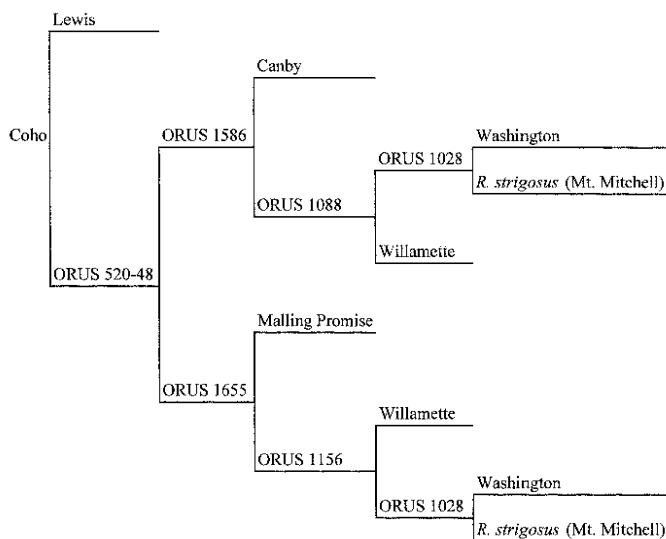 Lewis
Canby
Coho
ORUS 1586
Washington
ORUS 1028
R. strigosus (Mt. Mitchell)
ORUS 1088
Willamette
ORUS 520-48
Malling Promise
ORUS 1655
Willamette
ORUS 1156
Washington
ORUS 1028
R. strigosus (Mt. Mitchell)